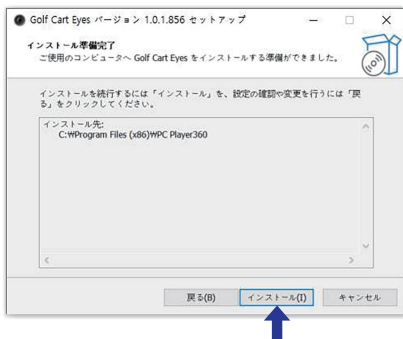 Golf Cart Eyes バージョン 1.0.1.856 セットアップ
インストール準備完了
ご使用のコンピュータへ Golf Cart Eyes をインストールする準備ができました。
インストールを続行するには「インストール」を、設定の確認や変更を行うには「戻
る」をクリックしてください。
インストール先:
C:₩Program Files (x86)₩PC Player360
戻る(B)
インストール(I)
キャンセル